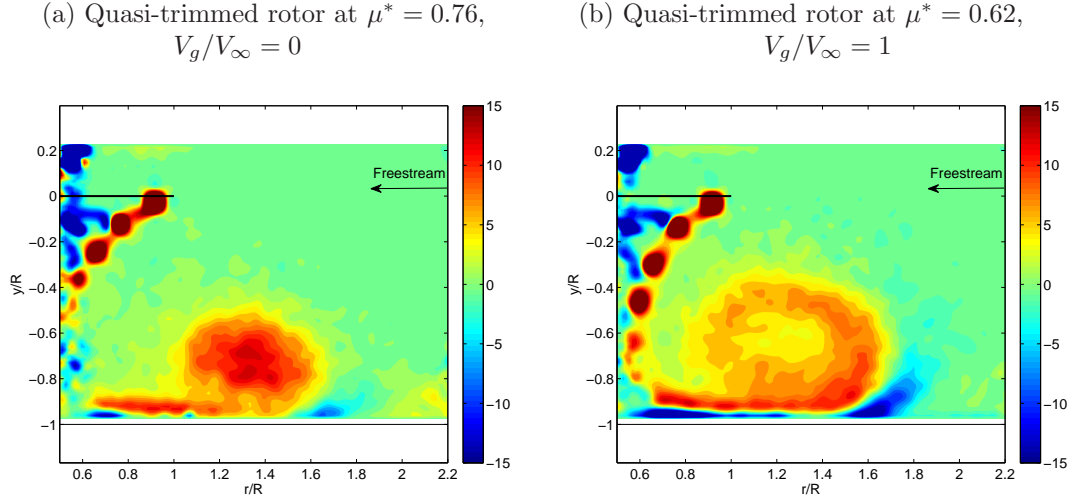 (a) Quasi-trimmed rotor at μ* = 0.76,
V_g/V_∞ = 0
(b) Quasi-trimmed rotor at μ* = 0.62,
V_g/V_∞ = 1
Freestream
y/R
0.2
0
−0.2
−0.4
−0.6
−0.8
−1
0.6 0.8 1 1.2 1.4 1.6 1.8 2 2.2
r/R
15
10
5
0
−5
−10
−15
Freestream
y/R
0.2
0
−0.2
−0.4
−0.6
−0.8
−1
0.6 0.8 1 1.2 1.4 1.6 1.8 2 2.2
r/R
15
10
5
0
−5
−10
−15